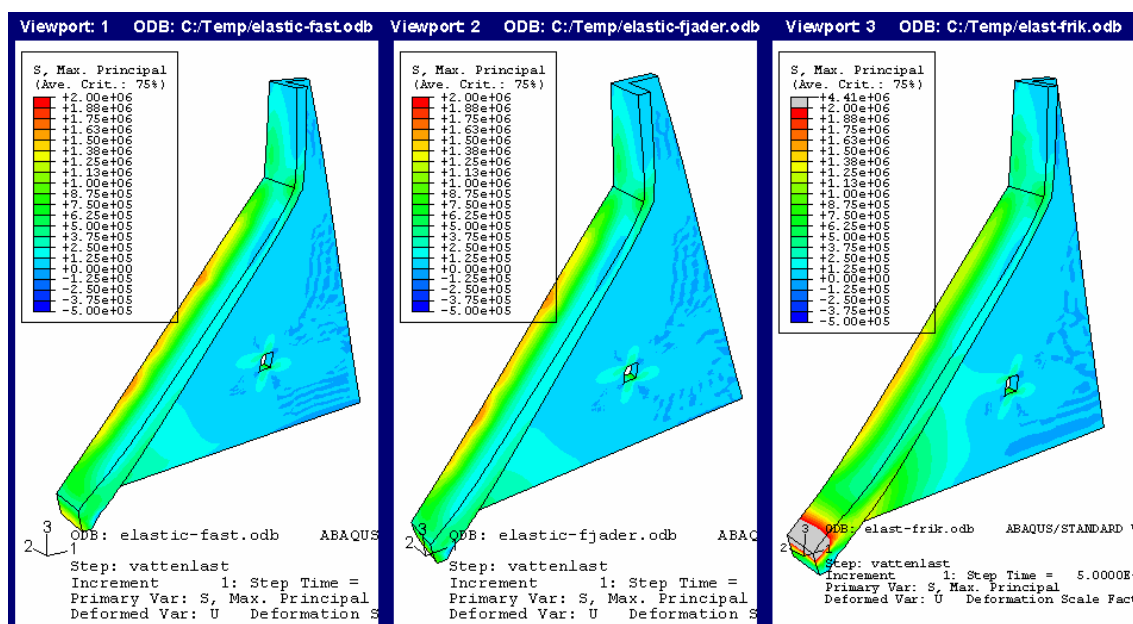 Viewport: 1 ODB: C:/Temp/elastic-fast.odb
S, Max. Principal
(Ave. Crit.: 75%)
+2.00e+06
+1.88e+06
+1.75e+06
+1.63e+06
+1.50e+06
+1.38e+06
+1.25e+06
+1.13e+06
+1.00e+06
+8.75e+05
+7.50e+05
+6.25e+05
+5.00e+05
+3.75e+05
+2.50e+05
+0.00e+00
-1.25e+05
-2.50e+05
-3.75e+05
-5.00e+05
3
2 1
ODB: elastic-fast.odb ABAQUS
Step: vattenlast
Increment 1: Step Time =
Primary Var: S, Max. Principal
Deformed Var: U Deformation S
Viewport: 2 ODB: C:/Temp/elastic-fjader.odb
S, Max. Principal
(Ave. Crit.: 75%)
+2.00e+06
+1.88e+06
+1.75e+06
+1.63e+06
+1.50e+06
+1.38e+06
+1.25e+06
+1.13e+06
+1.00e+06
+8.75e+05
+7.50e+05
+6.25e+05
+5.00e+05
+3.75e+05
+2.50e+05
+0.00e+00
-1.25e+05
-2.50e+05
-3.75e+05
-5.00e+05
3
2 1
ODB: elastic-fjader.odb ABA
Step: vattenlast
Increment 1: Step Time =
Primary Var: S, Max. Principal
Deformed Var: U Deformation S
Viewport: 3 ODB: C:/Temp/elast-frik.odb
S, Max. Principal
(Ave. Crit.: 75%)
+4.41e+06
+2.00e+06
+1.88e+06
+1.75e+06
+1.63e+06
+1.50e+06
+1.38e+06
+1.25e+06
+1.13e+06
+1.00e+06
+8.75e+05
+7.50e+05
+6.25e+05
+5.00e+05
+3.75e+05
+2.50e+05
+0.00e+00
-1.25e+05
-2.50e+05
-3.75e+05
-5.00e+05
3
2 1
ODB: elast-frik.odb ABAQUS/STANDARD
Step: vattenlast
Increment 1: Step Time = 5.0000E-
Primary Var: S, Max. Principal
Deformed Var: U Deformation Scale Fact